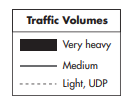 Traffic Volumes
Very heavy
Medium
Light, UDP